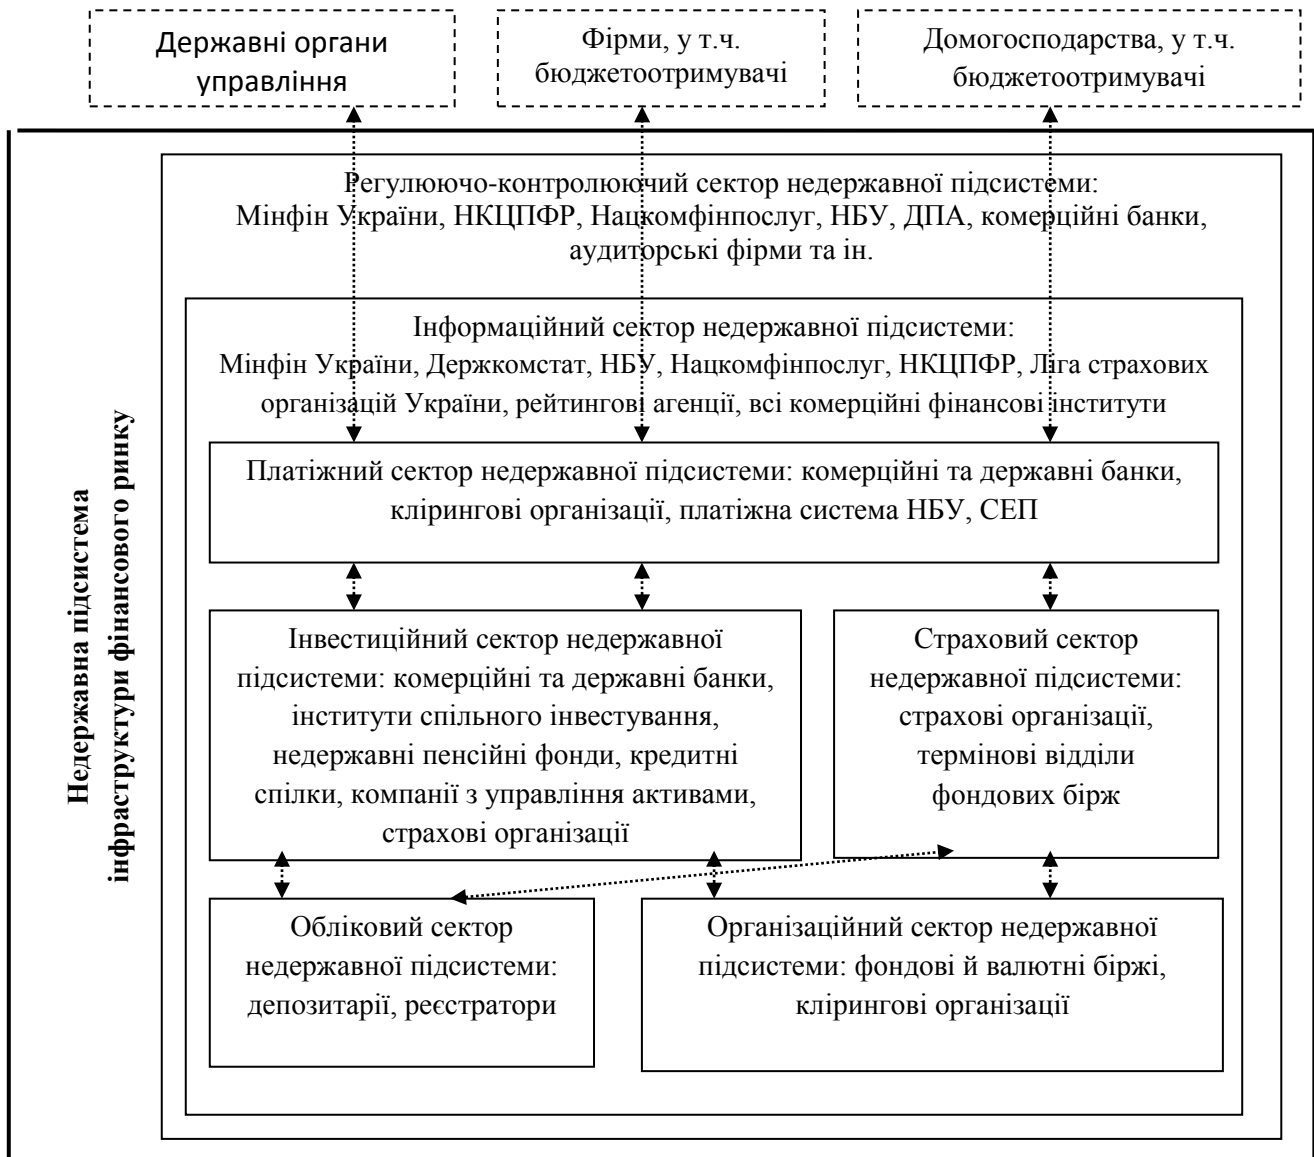 Державні органи
управління
Фірми, у т.ч.
бюджетоотримувачі
Домогосподарства, у т.ч.
бюджетоотримувачі
Недержавна підсистема
інфраструктури фінансового ринку
Регулюючо-контролюючий сектор недержавної підсистеми:
Мінфін України, НКЦПФР, Нацкомфінпослуг, НБУ, ДПА, комерційні банки,
аудиторські фірми та ін.
Інформаційний сектор недержавної підсистеми:
Мінфін України, Держкомстат, НБУ, Нацкомфінпослуг, НКЦПФР, Ліга страхових
організацій України, рейтингові агенції, всі комерційні фінансові інститути
Платіжний сектор недержавної підсистеми: комерційні та державні банки,
клірингові організації, платіжна система НБУ, СЕП
Інвестиційний сектор недержавної
підсистеми: комерційні та державні банки,
інститути спільного інвестування,
недержавні пенсійні фонди, кредитні
спілки, компанії з управління активами,
страхові організації
Страховий сектор
недержавної підсистеми:
страхові організації,
термінові відділи
фондових бірж
Обліковий сектор
недержавної підсистеми:
депозитарії, реєстратори
Організаційний сектор недержавної
підсистеми: фондові й валютні біржі,
клірингові організації